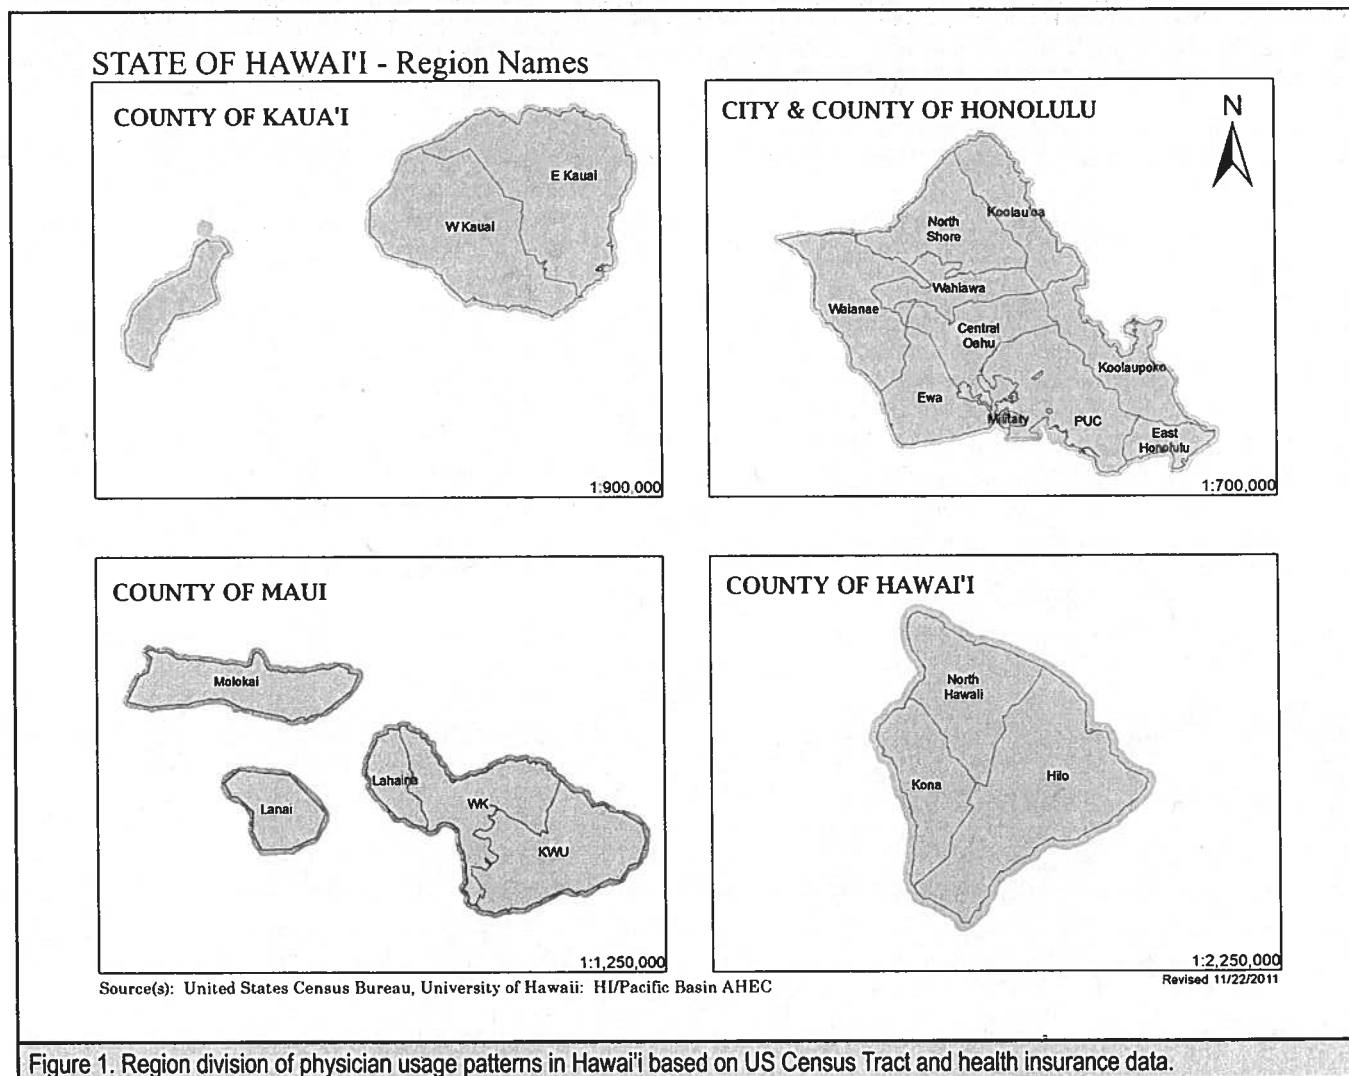 STATE OF HAWAI'I - Region Names
COUNTY OF KAUA'I
E Kauai
W Kauai
1:900,000
CITY & COUNTY OF HONOLULU
N
Koolau'oa
North
Shore
Wahiawa
Waianae
Central
Oahu
Koolaupoko
Ewa
Military
PUC
East
Honolulu
1:700,000
COUNTY OF MAUI
Molokai
Lahaina
Lanai
WK
KWU
1:1,250,000
COUNTY OF HAWAI'I
North
Hawaii
Kona
Hilo
1:2,250,000
Source(s): United States Census Bureau, University of Hawaii: HI/Pacific Basin AHEC
Revised 11/22/2011
Figure 1. Region division of physician usage patterns in Hawai'i based on US Census Tract and health insurance data.